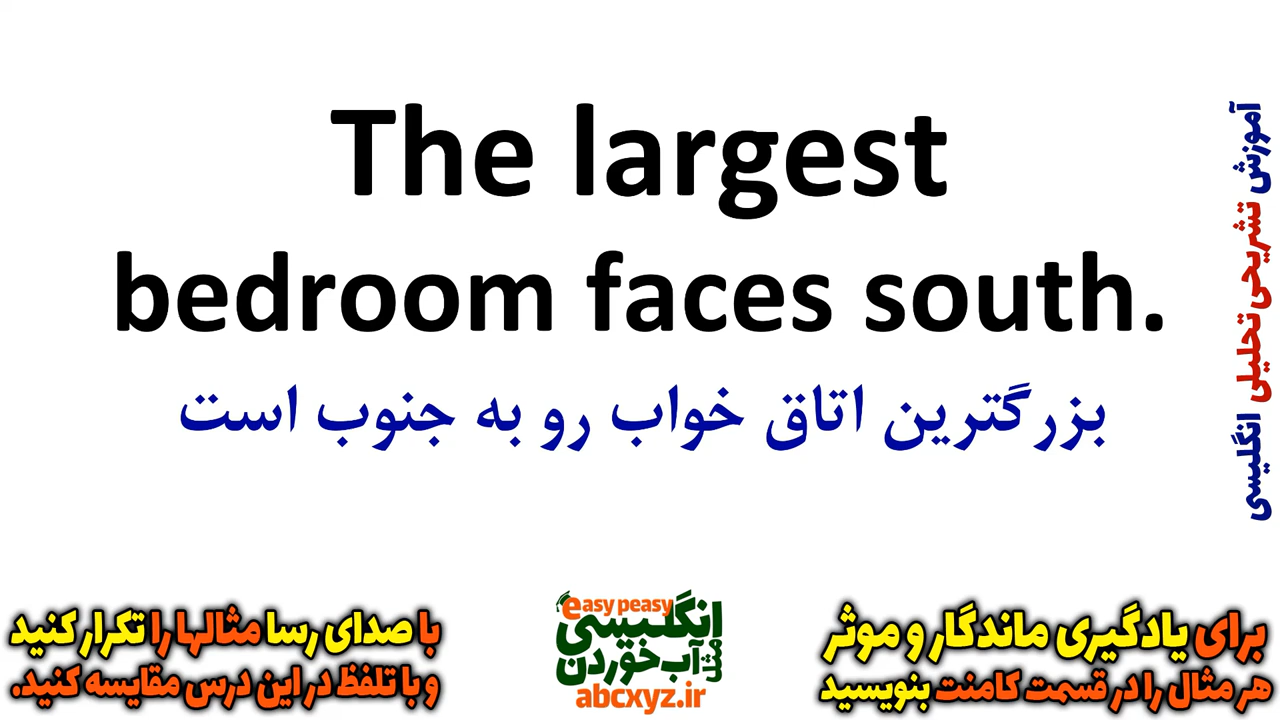 The largest
bedroom faces south.
بزرگترین اتاق خواب رو به جنوب است
آموزش تشریحی تحلیلی انگلیسی
برای یادگیری ماندگار و موثر
هر مثال را در قسمت کامنت بنویسید
easy peasy
انگلیسی
مثل آب خوردن
abcxyz.ir
با صدای رسا مثالها را تکرار کنید
و با تلفظ در این درس مقایسه کنید.